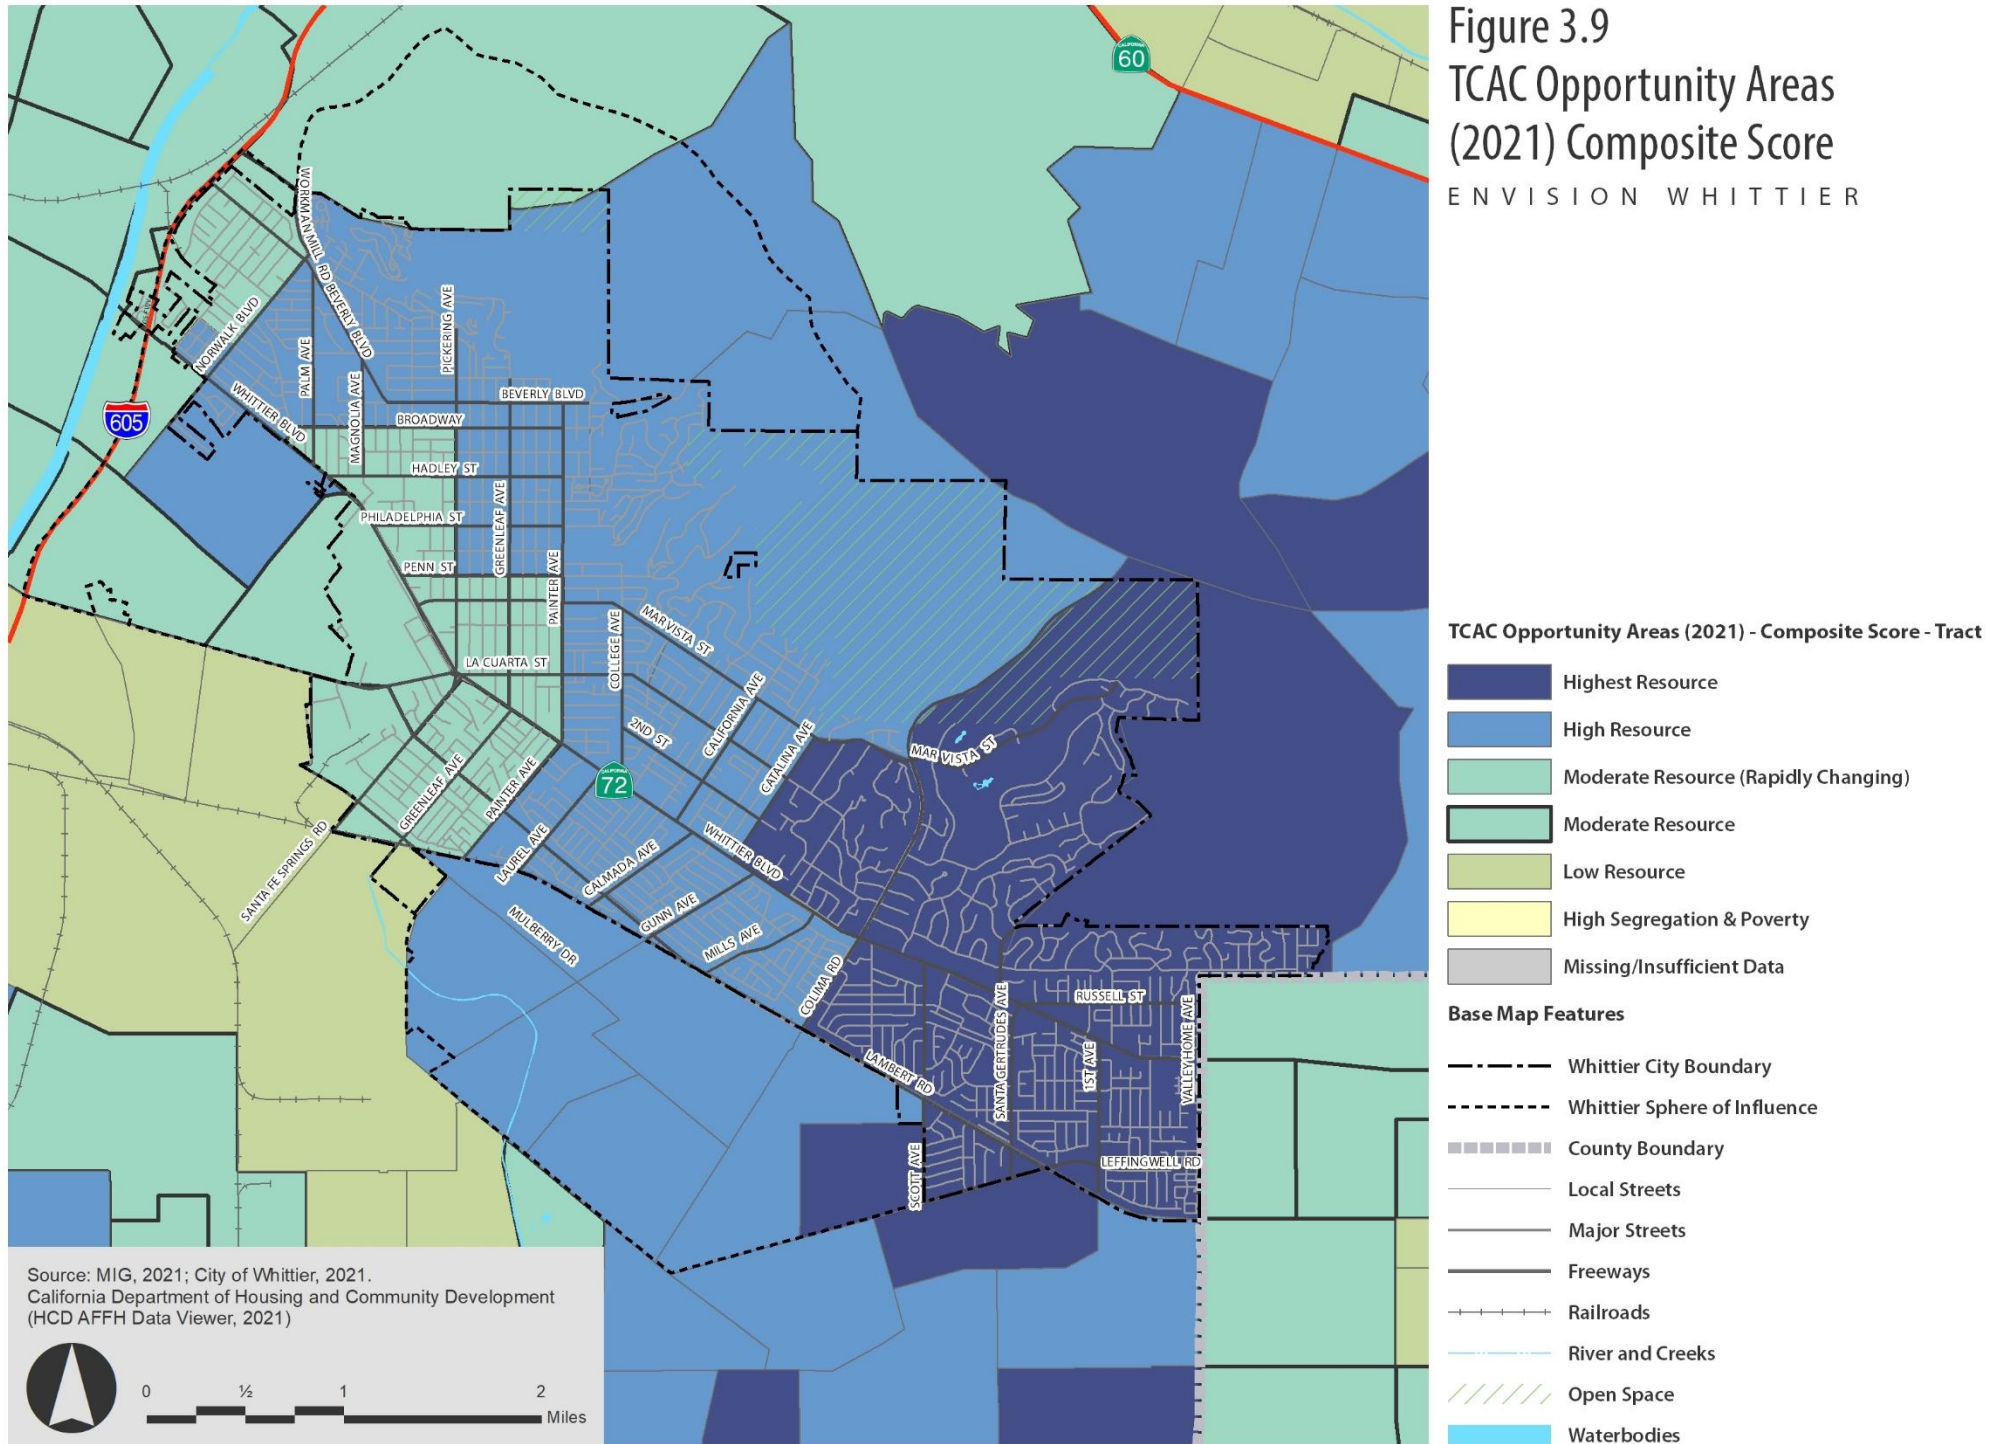 Figure 3.9
TCAC Opportunity Areas
(2021) Composite Score
ENVISION WHITTIER
CALIFORNIA
60
WORKMAN MILL RD
NORWALK BLVD
BEVERLY BLVD
PICKERING AVE
PALM AVE
MAGNOLIA AVE
WHITTIER BLVD
BEVERLY BLVD
BROADWAY
605
HADLEY ST
GREENLEAF AVE
PHILADELPHIA ST
PENN ST
PAINTER AVE
MAR VISTA ST
COLLEGE AVE
LA CUARTA ST
CALIFORNIA AVE
2ND ST
CATALINA AVE
MAR VISTA ST
CALIFORNIA
72
GREENLEAF AVE
PAINTER AVE
SANTA FE SPRINGS RD
LAUREL AVE
CALMADA AVE
WHITTIER BLVD
GUNN AVE
MULBERRY DR
MILLS AVE
COLIMA RD
RUSSELL ST
SANTA GERTRUDES AVE
1ST AVE
VALLEY HOME AVE
LAMBERT RD
SCOTT AVE
LEFFINGWELL RD
TCAC Opportunity Areas (2021) - Composite Score - Tract
Highest Resource
High Resource
Moderate Resource (Rapidly Changing)
Moderate Resource
Low Resource
High Segregation & Poverty
Missing/Insufficient Data
Base Map Features
Whittier City Boundary
Whittier Sphere of Influence
County Boundary
Local Streets
Major Streets
Freeways
Railroads
River and Creeks
Open Space
Waterbodies
Source: MIG, 2021; City of Whittier, 2021.
California Department of Housing and Community Development
(HCD AFFH Data Viewer, 2021)
0 ½ 1 2
Miles